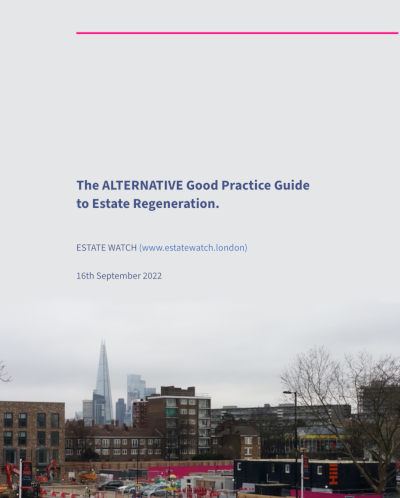 The ALTERNATIVE Good Practice Guide
to Estate Regeneration.
ESTATE WATCH (www.estatewatch.london)
16th September 2022